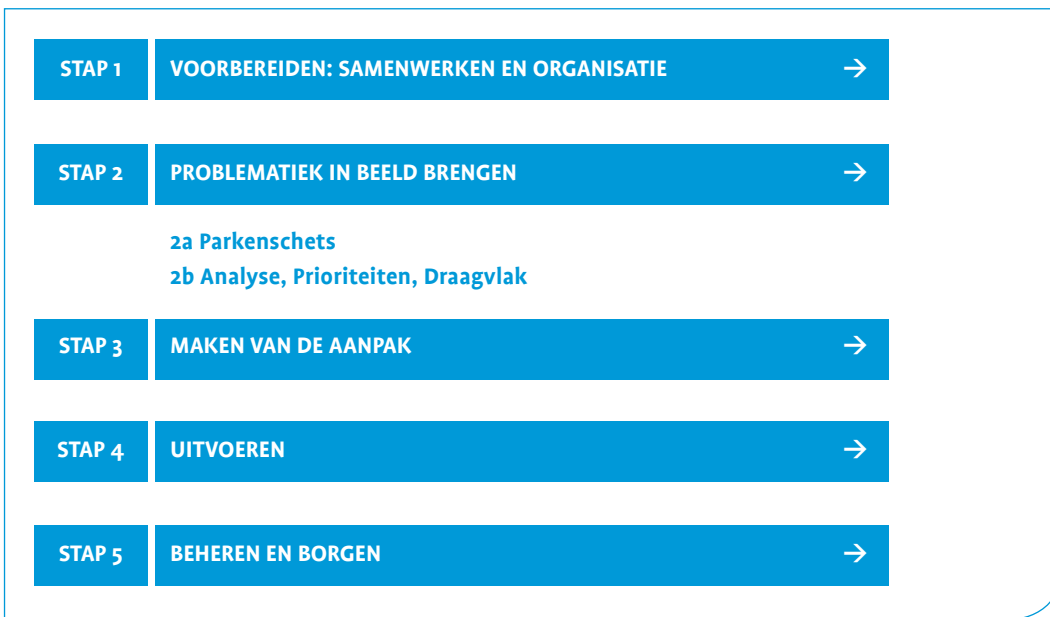 STAP 1 VOORBEREIDEN: SAMENWERKEN EN ORGANISATIE →
STAP 2 PROBLEMATIEK IN BEELD BRENGEN →
2a Parkenschets
2b Analyse, Prioriteiten, Draagvlak
STAP 3 MAKEN VAN DE AANPAK →
STAP 4 UITVOEREN →
STAP 5 BEHEREN EN BORGEN →